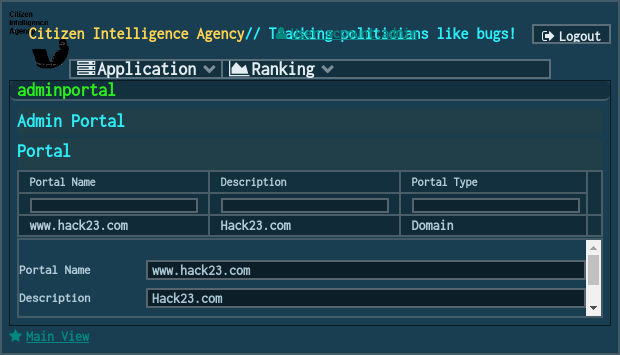 Citizen
Intelligence
Agency
Citizen Intelligence Agency// Tracking politicians like bugs!
Logout
Application
Ranking
adminportal
Admin Portal
Portal
Portal Name Description Portal Type
www.hack23.com Hack23.com Domain
Portal Name www.hack23.com
Description Hack23.com
Main View